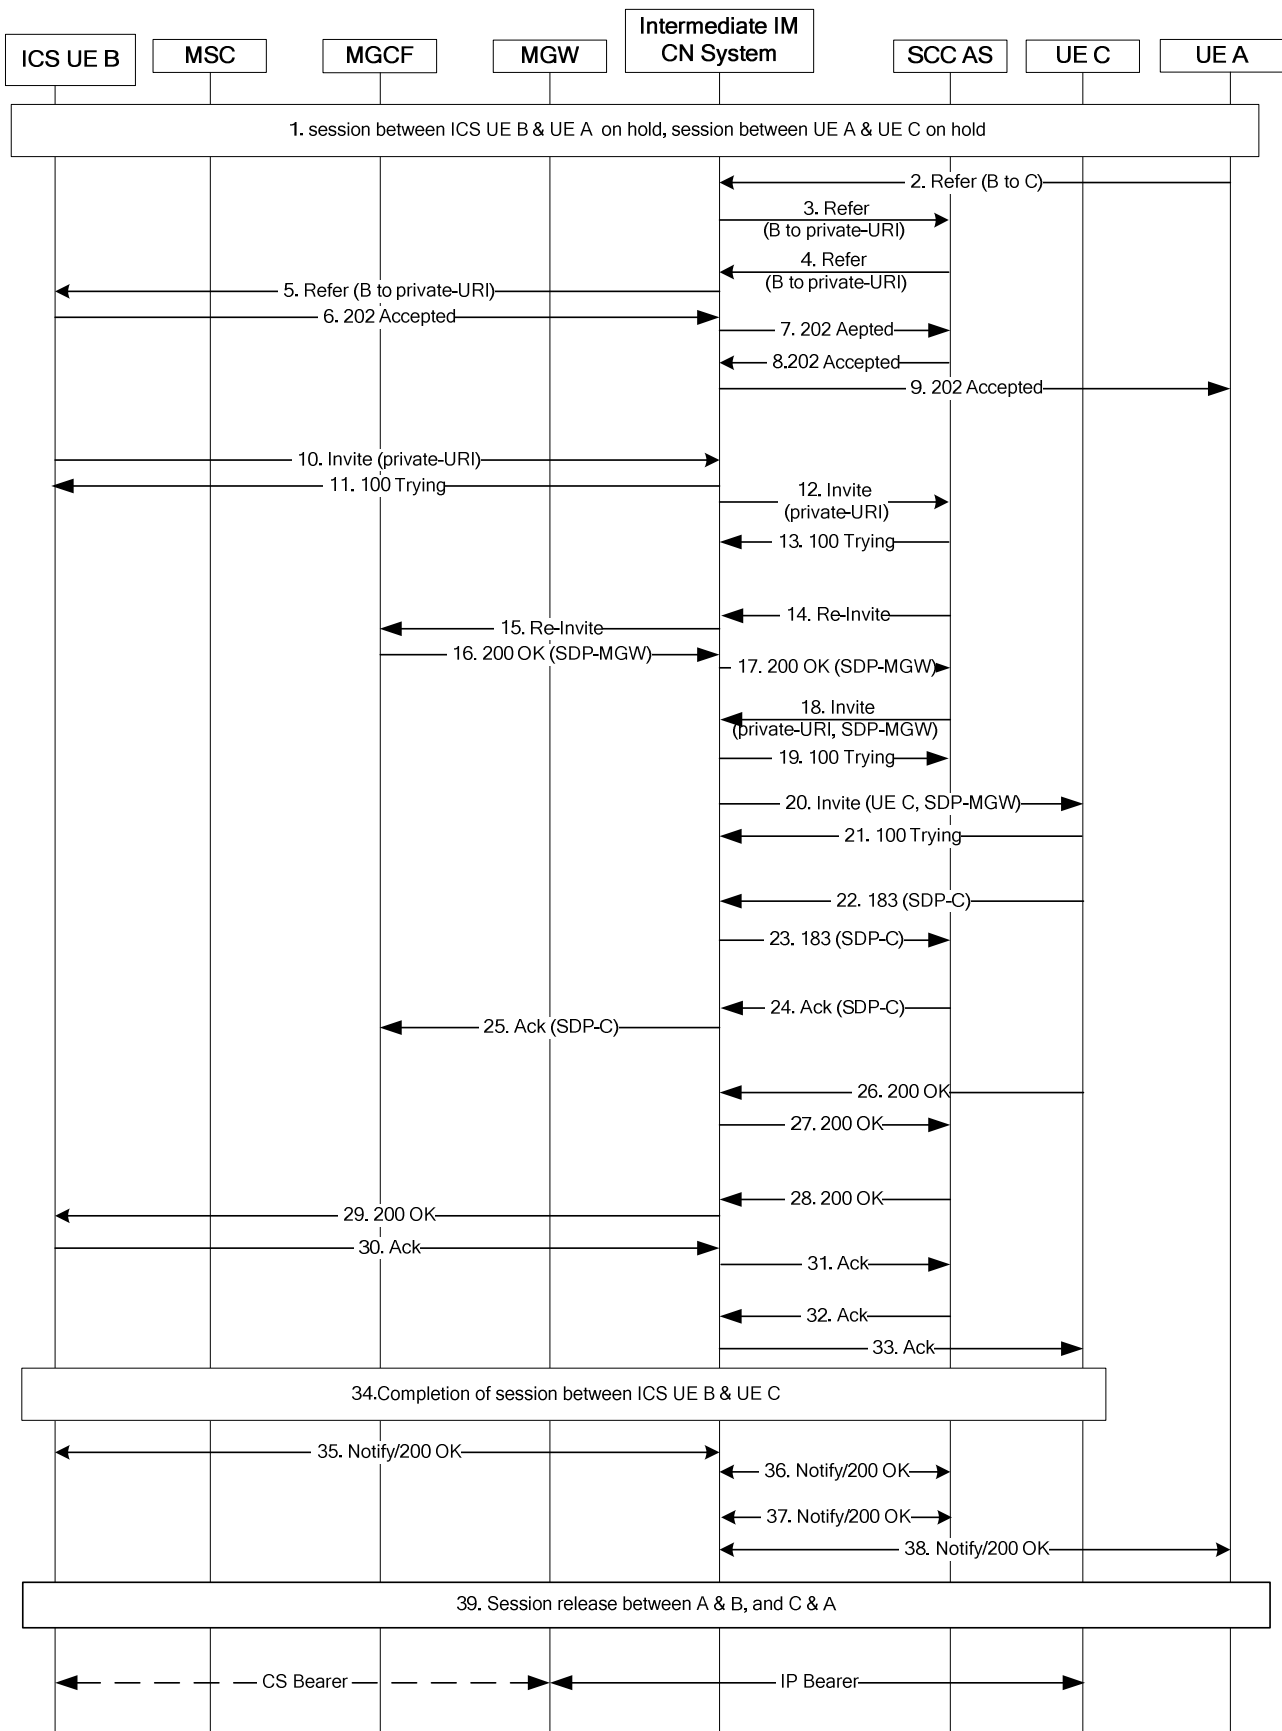 ICS UE B
MSC
MGCF
MGW
Intermediate IM
CN System
SCC AS
UE C
UE A
1. session between ICS UE B & UE A on hold, session between UE A & UE C on hold
2. Refer (B to C)
3. Refer
(B to private-URI)
4. Refer
(B to private-URI)
5. Refer (B to private-URI)
6. 202 Accepted
7. 202 Aepted
8.202 Accepted
9. 202 Accepted
10. Invite (private-URI)
11. 100 Trying
12. Invite
(private-URI)
13. 100 Trying
14. Re-Invite
15. Re-Invite
16. 200 OK (SDP-MGW)
17. 200 OK (SDP-MGW)
18. Invite
(private-URI, SDP-MGW)
19. 100 Trying
20. Invite (UE C, SDP-MGW)
21. 100 Trying
22. 183 (SDP-C)
23. 183 (SDP-C)
24. Ack (SDP-C)
25. Ack (SDP-C)
26. 200 OK
27. 200 OK
28. 200 OK
29. 200 OK
30. Ack
31. Ack
32. Ack
33. Ack
34.Completion of session between ICS UE B & UE C
35. Notify/200 OK
36. Notify/200 OK
37. Notify/200 OK
38. Notify/200 OK
39. Session release between A & B, and C & A
CS Bearer
IP Bearer